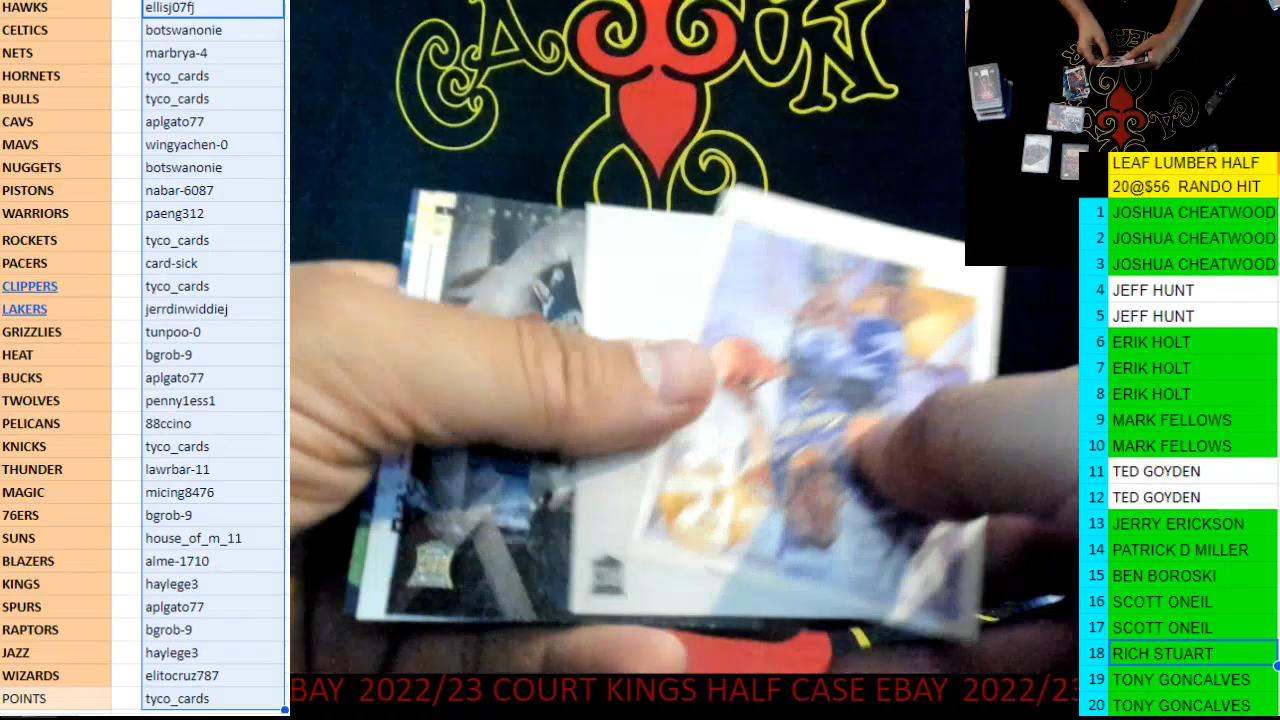 HAWKS ellisj07fj
CELTICS botswanonie
NETS marbrya-4
HORNETS tyco_cards
BULLS tyco_cards
CAVS aplgato77
MAVS wingyachen-0
NUGGETS botswanonie
PISTONS nabar-6087
WARRIORS paeng312
ROCKETS tyco_cards
PACERS card-sick
CLIPPERS tyco_cards
LAKERS jerrdinwiddiej
GRIZZLIES tunpoo-0
HEAT bgrob-9
BUCKS aplgato77
TWOLVES penny1ess1
PELICANS 88ccino
KNICKS tyco_cards
THUNDER lawrbar-11
MAGIC micing8476
76ERS bgrob-9
SUNS house_of_m_11
BLAZERS alme-1710
KINGS haylege3
SPURS aplgato77
RAPTORS bgrob-9
JAZZ haylege3
WIZARDS elitocruz787
POINTS tyco_cards
LEAF LUMBER HALF
20@$56 RANDO HIT
1 JOSHUA CHEATWOOD
2 JOSHUA CHEATWOOD
3 JOSHUA CHEATWOOD
4 JEFF HUNT
5 JEFF HUNT
6 ERIK HOLT
7 ERIK HOLT
8 ERIK HOLT
9 MARK FELLOWS
10 MARK FELLOWS
11 TED GOYDEN
12 TED GOYDEN
13 JERRY ERICKSON
14 PATRICK D MILLER
15 BEN BOROSKI
16 SCOTT ONEIL
17 SCOTT ONEIL
18 RICH STUART
19 TONY GONCALVES
20 TONY GONCALVES
BAY 2022/23 COURT KINGS HALF CASE EBAY 2022/23